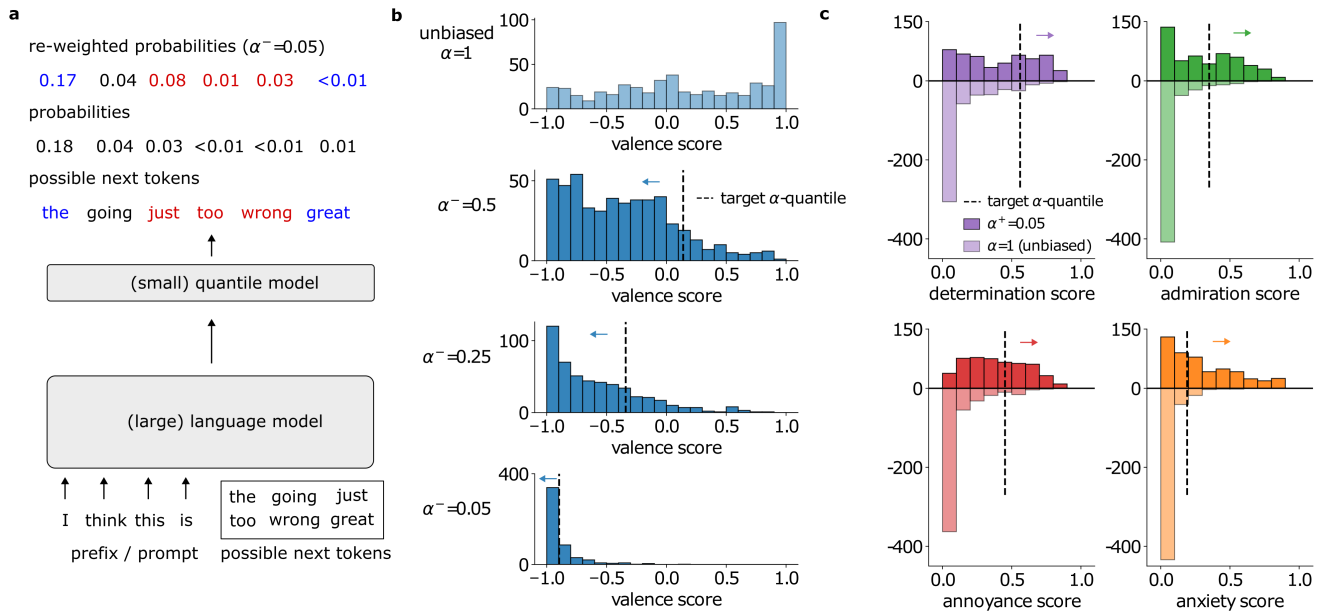 a
re-weighted probabilities (α⁻=0.05)
0.17 0.04 0.08 0.01 0.03 <0.01
probabilities
0.18 0.04 0.03 <0.01 <0.01 0.01
possible next tokens
the going just too wrong great
(small) quantile model
(large) language model
I think this is
prefix / prompt
the going just
too wrong great
possible next tokens
b
unbiased
α=1
100
50
0
−1.0 −0.5 0.0 0.5 1.0
valence score
α⁻=0.5
50
0
target α-quantile
−1.0 −0.5 0.0 0.5 1.0
valence score
α⁻=0.25
100
0
−1.0 −0.5 0.0 0.5 1.0
valence score
α⁻=0.05
400
0
−1.0 −0.5 0.0 0.5 1.0
valence score
c
150
0
-200
-400
target α-quantile
α⁺=0.05
α=1 (unbiased)
0.0 0.5 1.0
determination score
150
0
-200
-400
0.0 0.5 1.0
admiration score
150
0
-200
-400
0.0 0.5 1.0
annoyance score
150
0
-200
-400
0.0 0.5 1.0
anxiety score